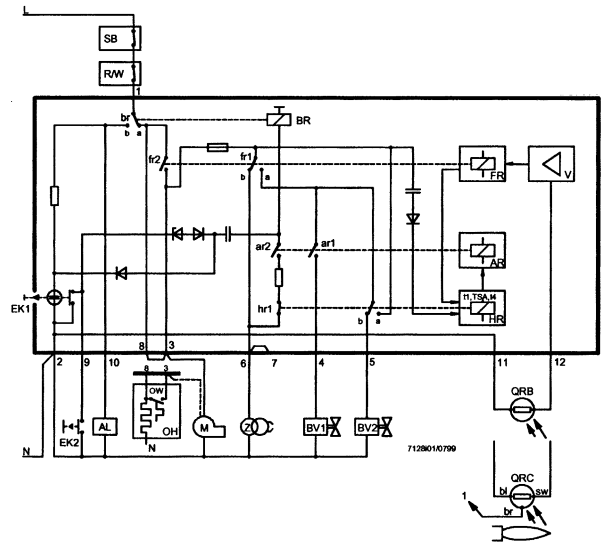 L
SB
R/W
1
br
b a
BR
fr2
fr1
b a
FR
V
ar2
ar1
AR
hr1
b a
t1,TSA,t4
HR
EK1
2 9 10 8 3 6 7 4 5 11 12
8 3
OW
OH
N
N
EK2
AL
M
Z
BV1
BV2
QRB
7128i01/0799
QRC
bl
sw
br
1